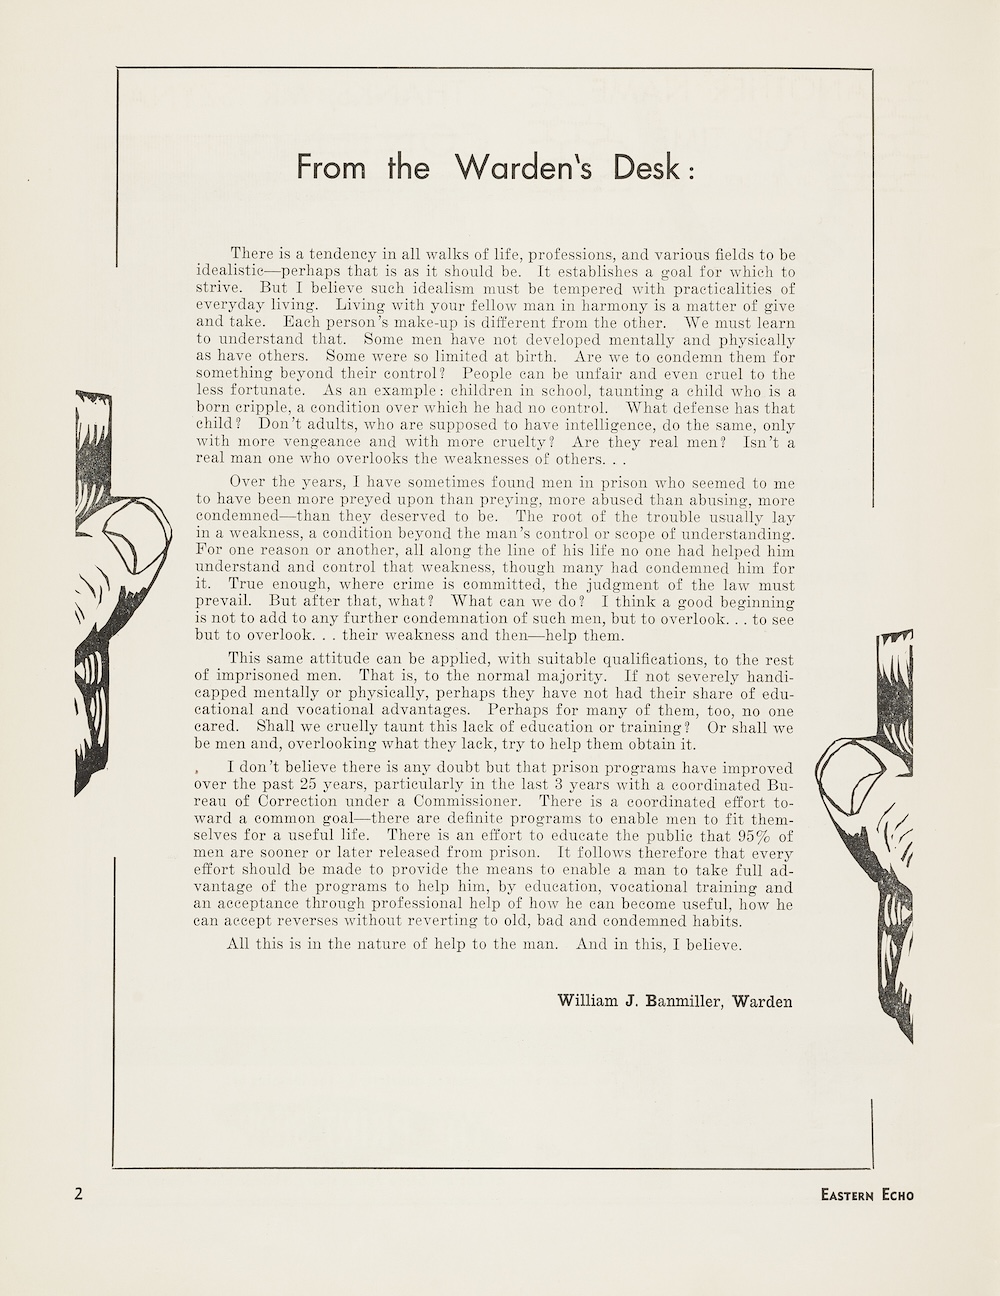 From the Warden's Desk:
There is a tendency in all walks of life, professions, and various fields to be
idealistic—perhaps that is as it should be. It establishes a goal for which to
strive. But I believe such idealism must be tempered with practicalities of
everyday living. Living with your fellow man in harmony is a matter of give
and take. Each person's make-up is different from the other. We must learn
to understand that. Some men have not developed mentally and physically
as have others. Some were so limited at birth. Are we to condemn them for
something beyond their control? People can be unfair and even cruel to the
less fortunate. As an example: children in school, taunting a child who is a
born cripple, a condition over which he had no control. What defense has that
child? Don't adults, who are supposed to have intelligence, do the same, only
with more vengeance and with more cruelty? Are they real men? Isn't a
real man one who overlooks the weaknesses of others. . .
Over the years, I have sometimes found men in prison who seemed to me
to have been more preyed upon than preying, more abused than abusing, more
condemned—than they deserved to be. The root of the trouble usually lay
in a weakness, a condition beyond the man's control or scope of understanding.
For one reason or another, all along the line of his life no one had helped him
understand and control that weakness, though many had condemned him for
it. True enough, where crime is committed, the judgment of the law must
prevail. But after that, what? What can we do? I think a good beginning
is not to add to any further condemnation of such men, but to overlook. . . to see
but to overlook. . . their weakness and then—help them.
This same attitude can be applied, with suitable qualifications, to the rest
of imprisoned men. That is, to the normal majority. If not severely handi-
capped mentally or physically, perhaps they have not had their share of edu-
cational and vocational advantages. Perhaps for many of them, too, no one
cared. Shall we cruelly taunt this lack of education or training? Or shall we
be men and, overlooking what they lack, try to help them obtain it.
I don't believe there is any doubt but that prison programs have improved
over the past 25 years, particularly in the last 3 years with a coordinated Bu-
reau of Correction under a Commissioner. There is a coordinated effort to-
ward a common goal—there are definite programs to enable men to fit them-
selves for a useful life. There is an effort to educate the public that 95% of
men are sooner or later released from prison. It follows therefore that every
effort should be made to provide the means to enable a man to take full ad-
vantage of the programs to help him, by education, vocational training and
an acceptance through professional help of how he can become useful, how he
can accept reverses without reverting to old, bad and condemned habits.
All this is in the nature of help to the man. And in this, I believe.
William J. Banmiller, Warden
2
EASTERN ECHO